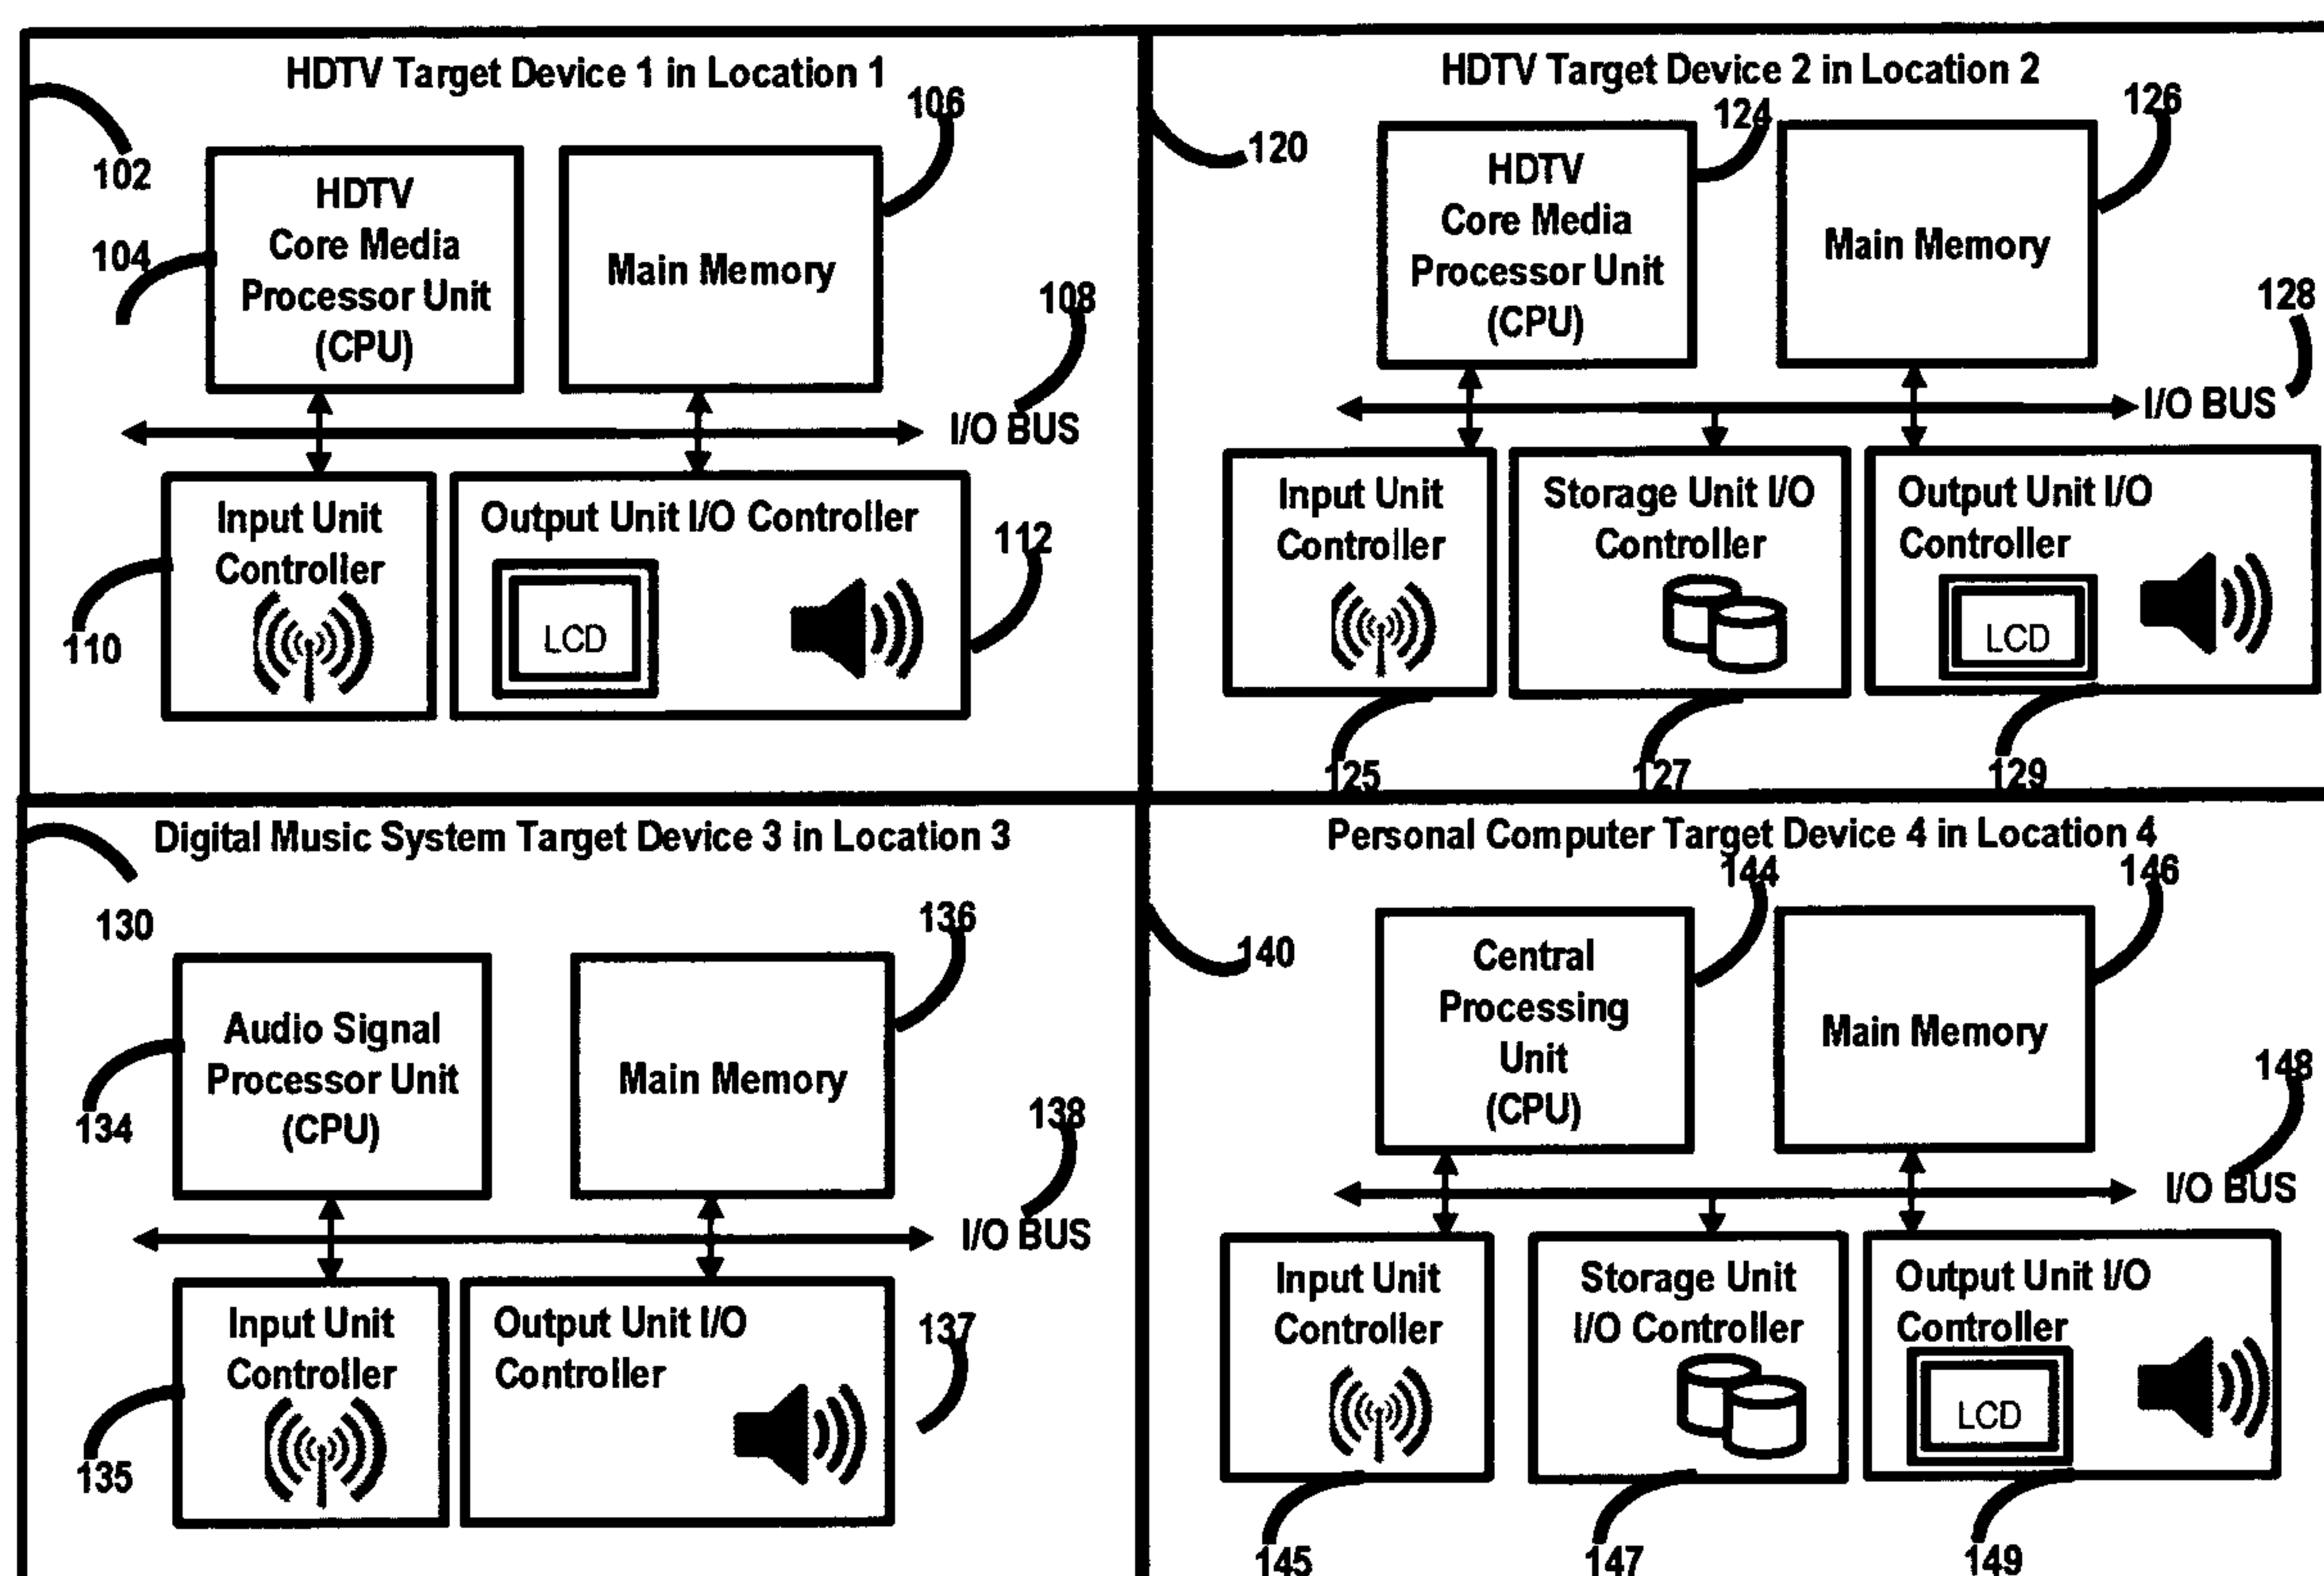 HDTV Target Device 1 in Location 1
106
102
HDTV
Core Media
Processor Unit
(CPU)
104
Main Memory
108
I/O BUS
Input Unit
Controller
110
Output Unit I/O Controller
LCD
112
HDTV Target Device 2 in Location 2
124
126
120
HDTV
Core Media
Processor Unit
(CPU)
Main Memory
128
I/O BUS
Input Unit
Controller
Storage Unit I/O
Controller
Output Unit I/O
Controller
LCD
125
127
129
Digital Music System Target Device 3 in Location 3
130
136
Audio Signal
Processor Unit
(CPU)
134
Main Memory
138
I/O BUS
Input Unit
Controller
135
Output Unit I/O
Controller
137
Personal Computer Target Device 4 in Location 4
144
146
140
Central
Processing
Unit
(CPU)
Main Memory
148
I/O BUS
Input Unit
Controller
Storage Unit
I/O Controller
Output Unit I/O
Controller
LCD
145
147
149